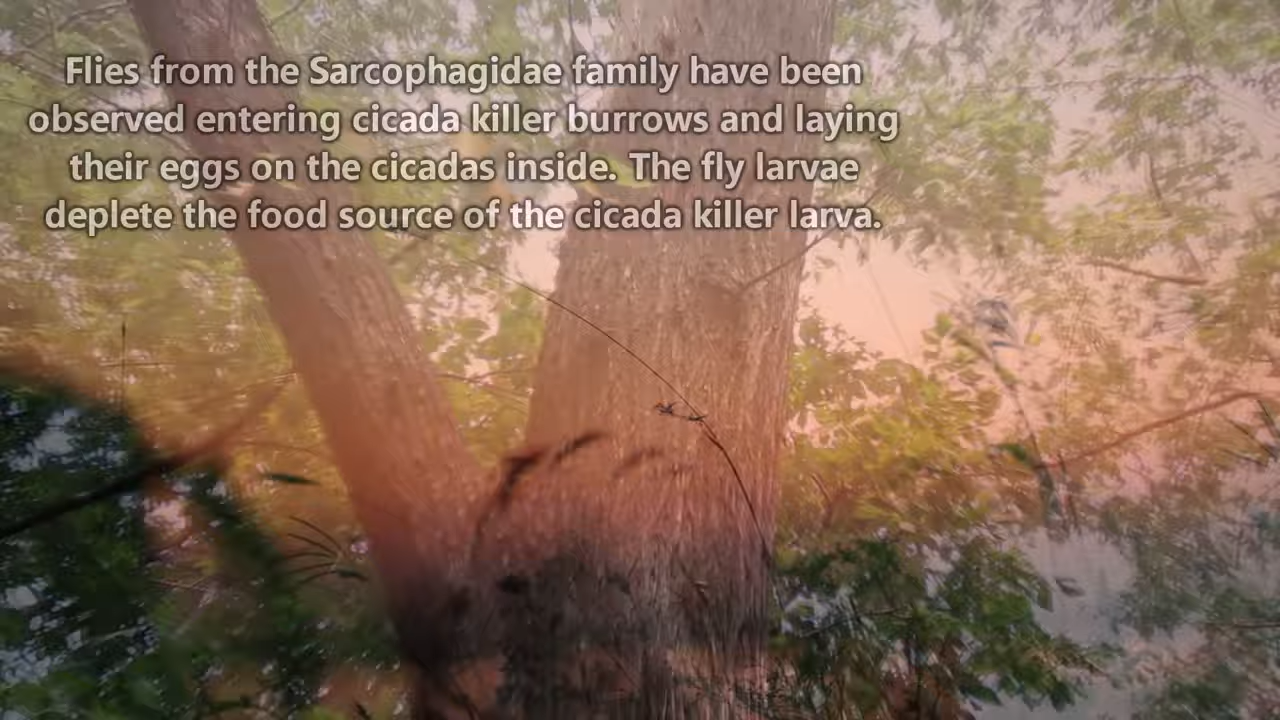 Flies from the Sarcophagidae family have been
observed entering cicada killer burrows and laying
their eggs on the cicadas inside. The fly larvae
deplete the food source of the cicada killer larva.